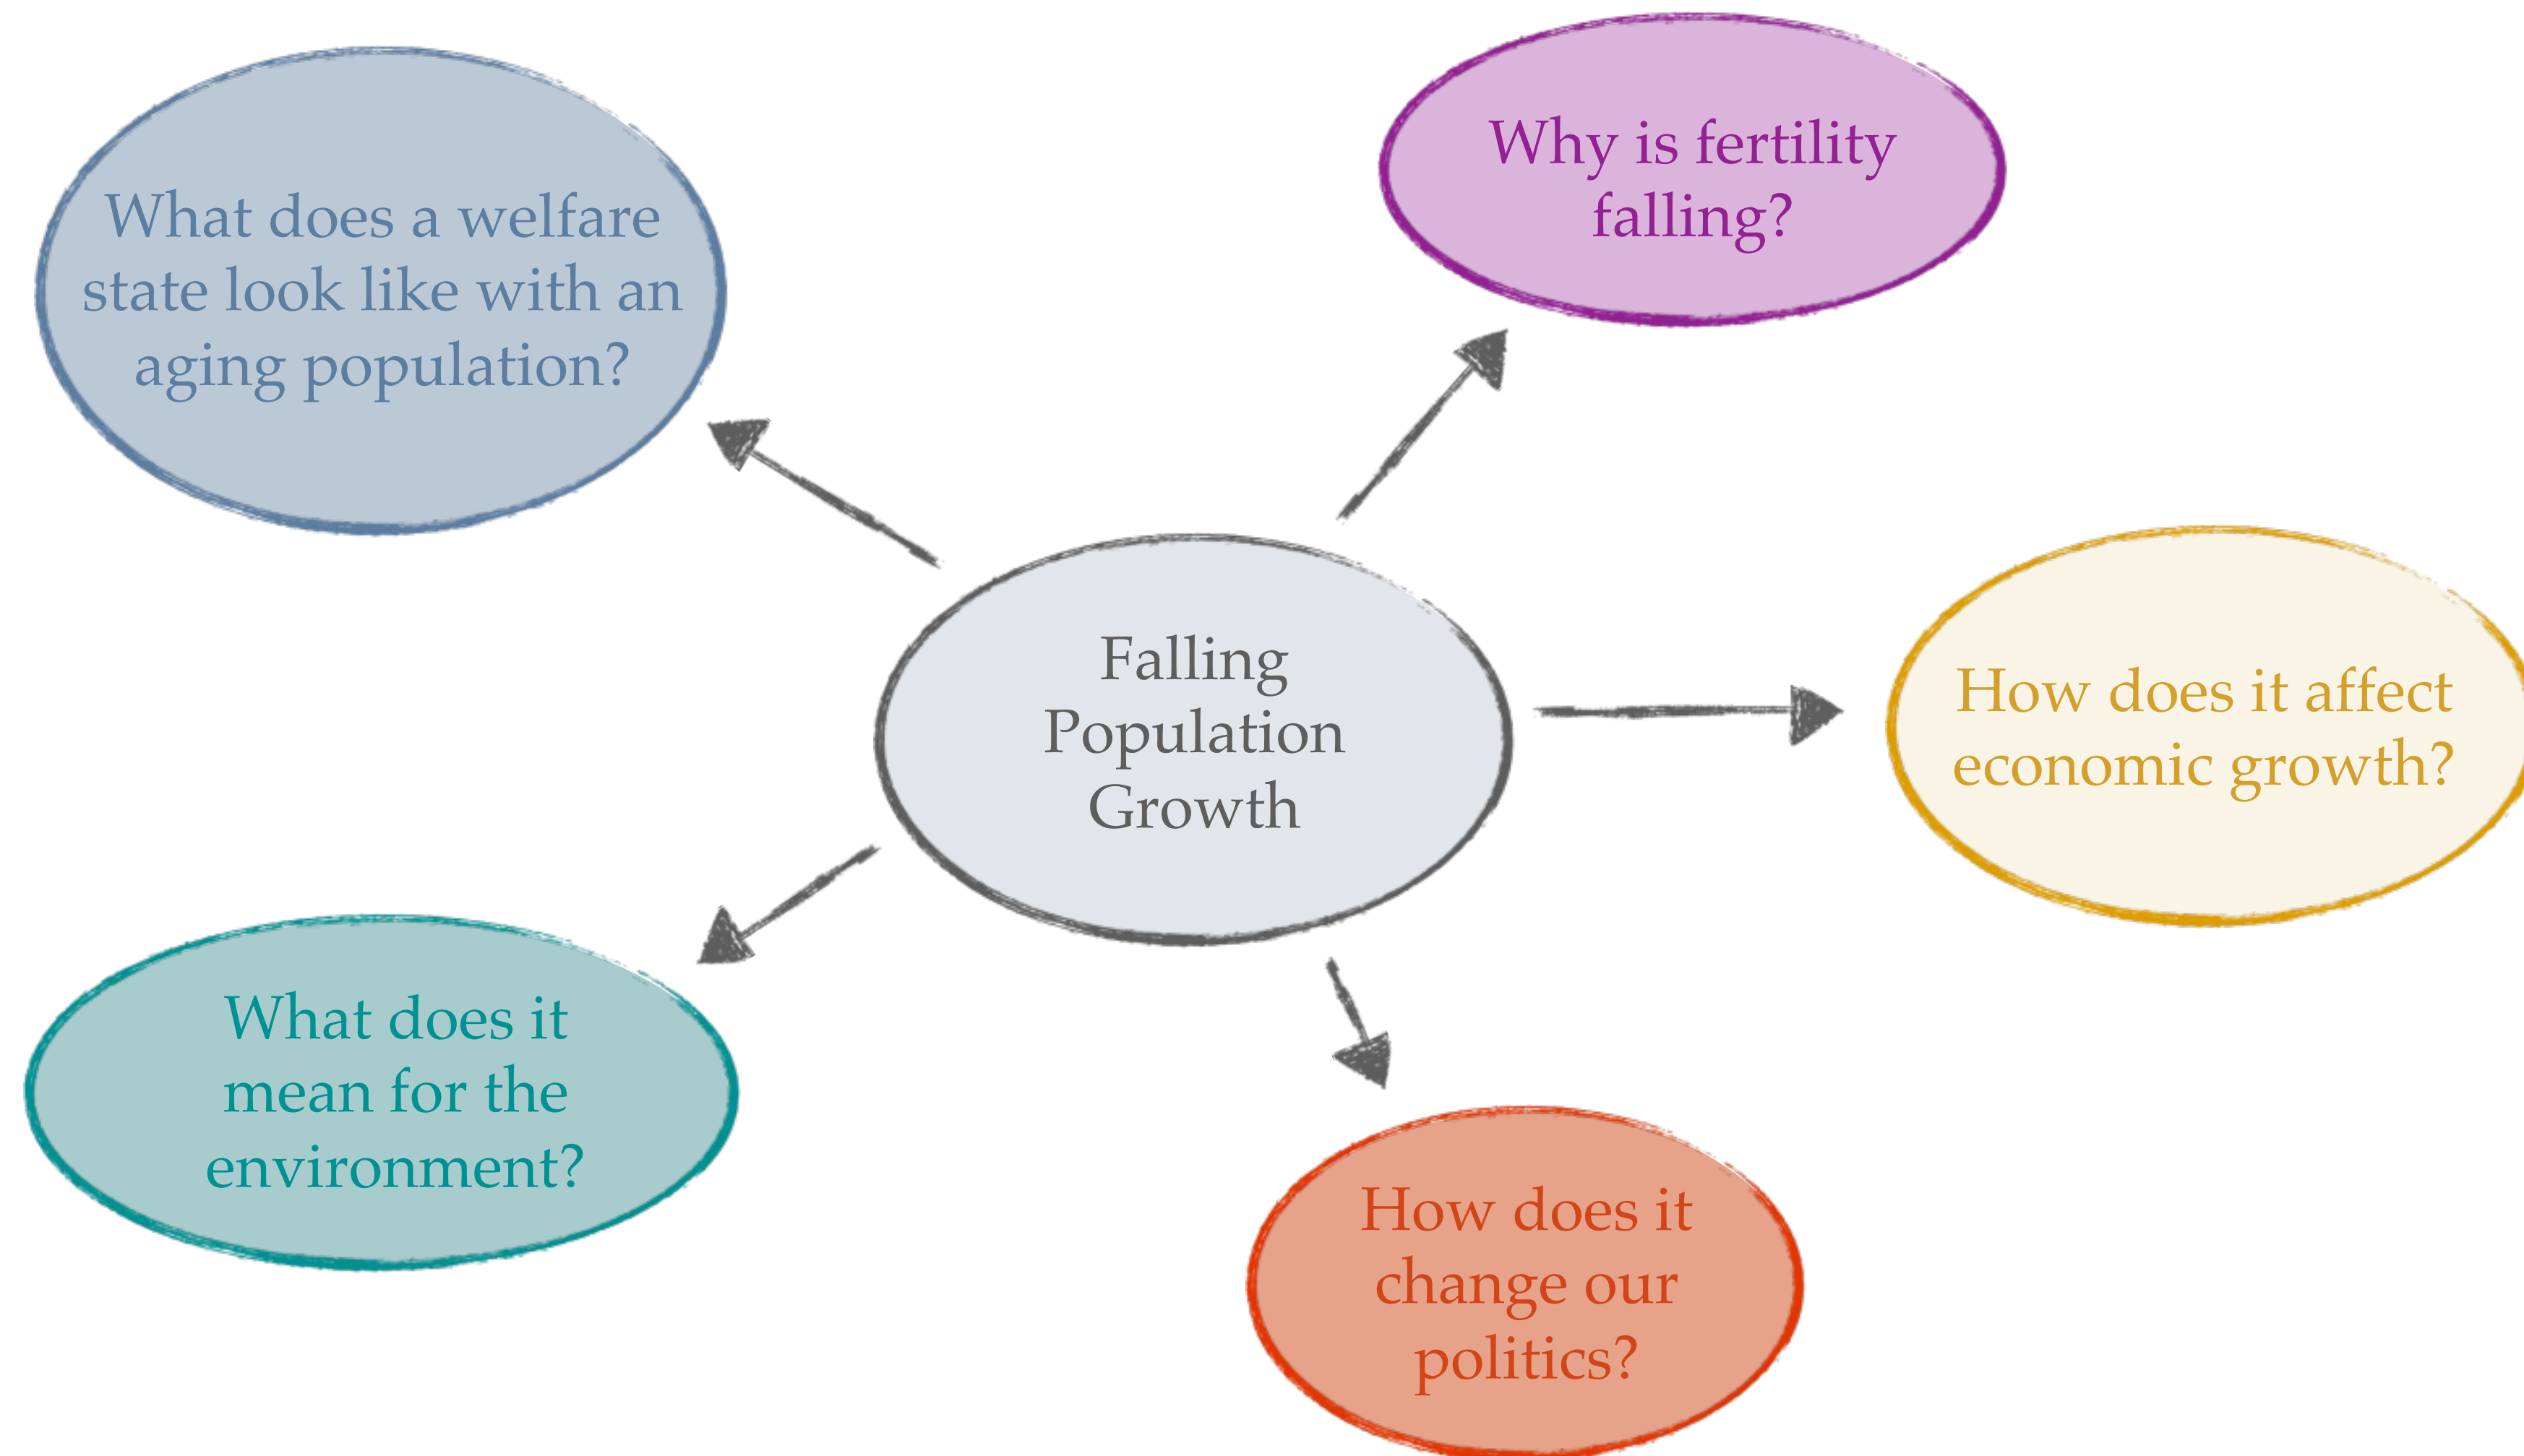 What does a welfare
state look like with an
aging population?
Why is fertility
falling?
Falling
Population
Growth
How does it affect
economic growth?
What does it
mean for the
environment?
How does it
change our
politics?